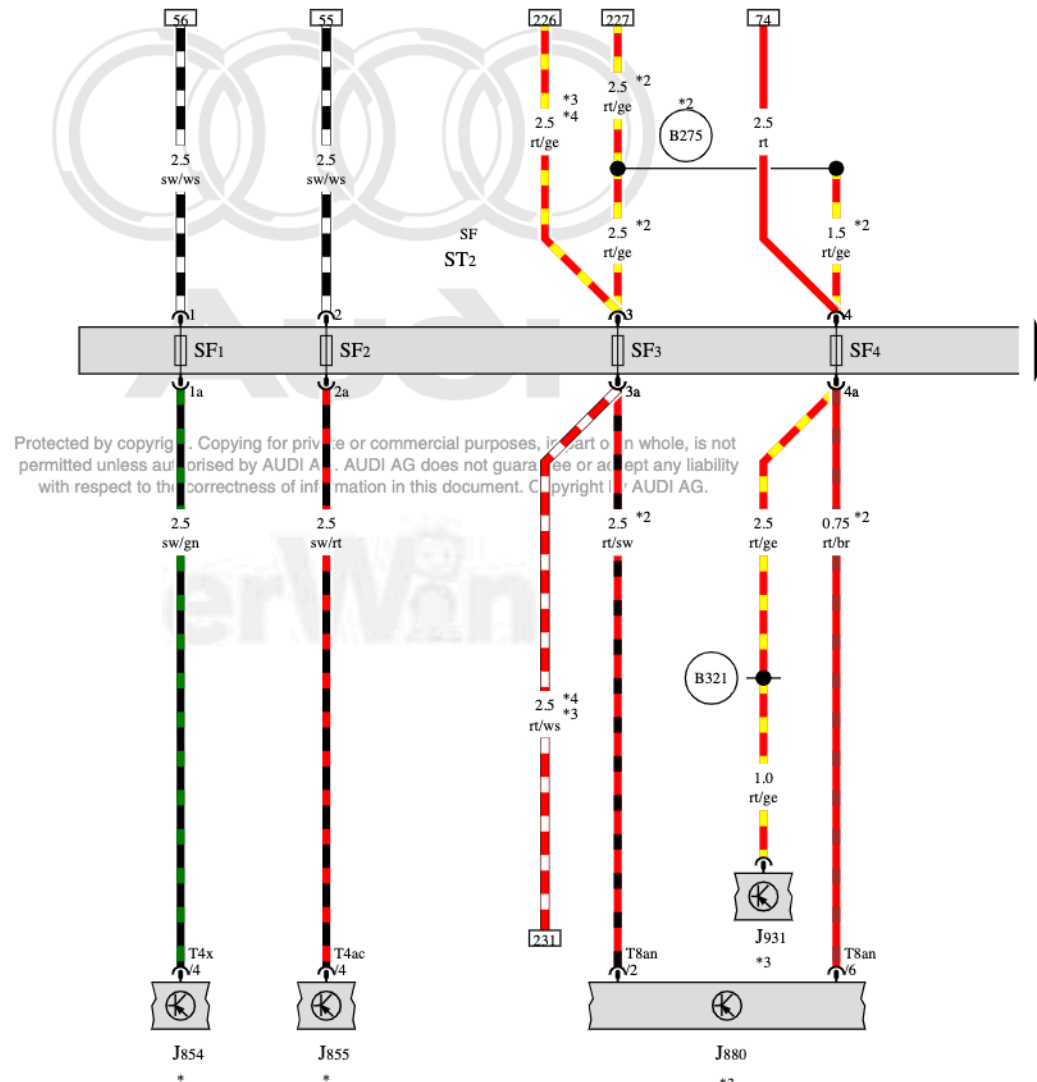 56
55
226
227
74
2.5 *2
rt/ge
*3
*4
2.5
rt/ge
*2
B275
2.5
rt
2.5
sw/ws
2.5
sw/ws
SF
ST2
2.5 *2
rt/ge
1.5 *2
rt/ge
Audi
1
2
3
4
SF1
SF2
SF3
SF4
1a
2a
3a
4a
Protected by copyright. Copying for private or commercial purposes, in part or in whole, is not
permitted unless authorised by AUDI AG. AUDI AG does not guarantee or accept any liability
with respect to the correctness of information in this document. Copyright by AUDI AG.
2.5
sw/gn
2.5
sw/rt
2.5 *2
rt/sw
2.5
rt/ge
0.75 *2
rt/br
erWin
B321
2.5 *4
rt/ws *3
1.0
rt/ge
231
J931
*3
T4x
/4
T4ac
/4
T8an
/2
T8an
/6
J854
*
J855
*
J880